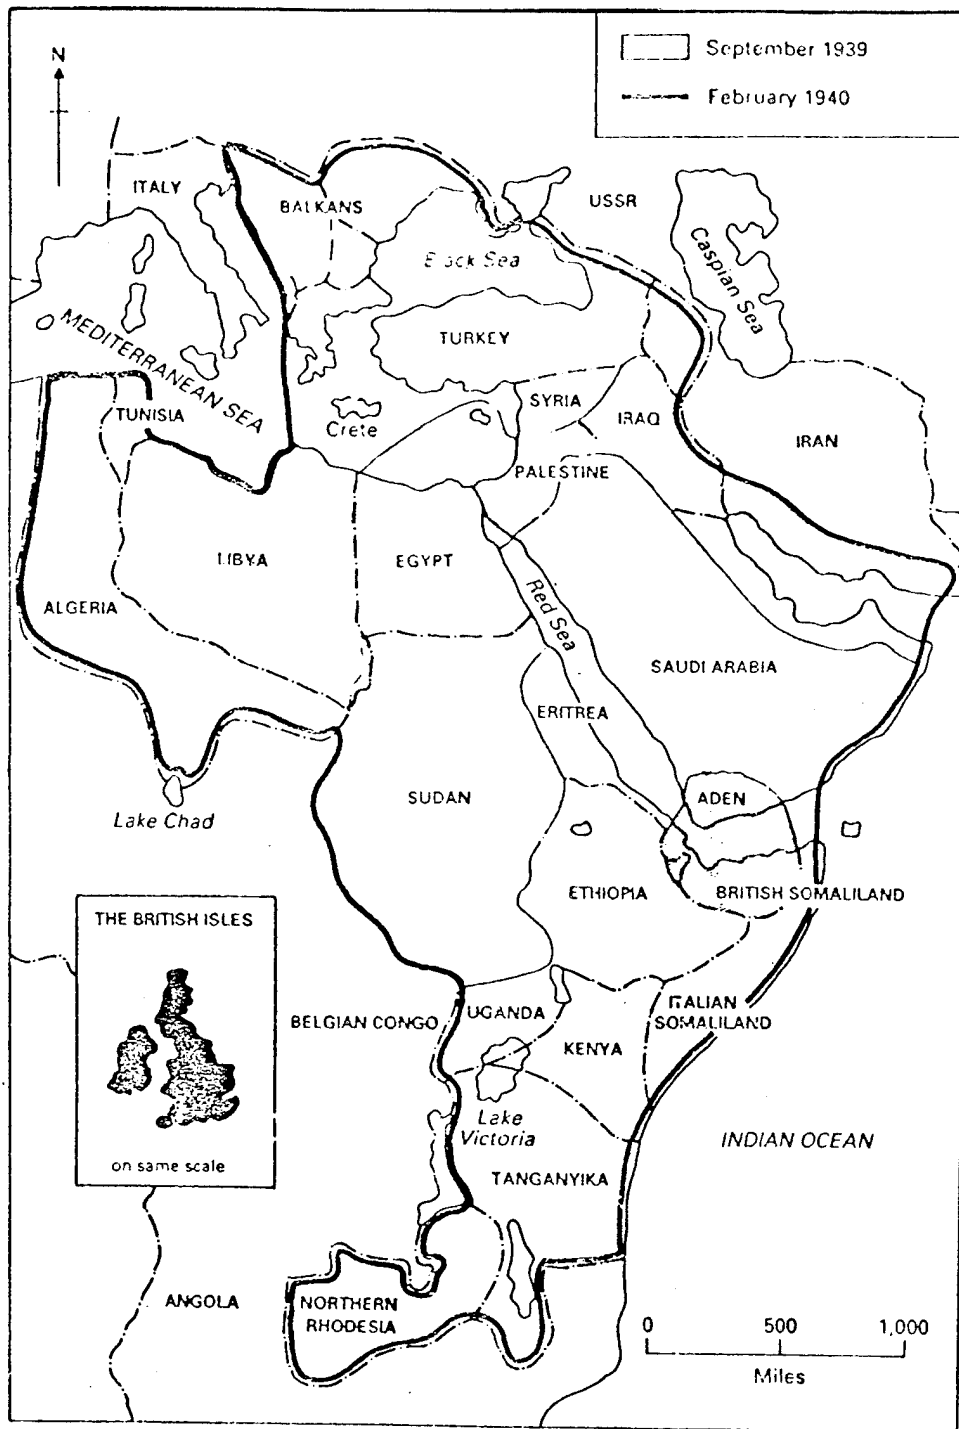 September 1939
February 1940
N
ITALY
BALKANS
USSR
Caspian Sea
Black Sea
TURKEY
MEDITERRANEAN SEA
TUNISIA
Crete
SYRIA
IRAQ
IRAN
PALESTINE
LIBYA
EGYPT
ALGERIA
Red Sea
SAUDI ARABIA
ERITREA
SUDAN
ADEN
Lake Chad
ETHIOPIA
BRITISH SOMALILAND
THE BRITISH ISLES
on same scale
BELGIAN CONGO
UGANDA
ITALIAN
SOMALILAND
KENYA
Lake
Victoria
INDIAN OCEAN
TANGANYIKA
ANGOLA
NORTHERN
RHODESIA
0 500 1,000
Miles